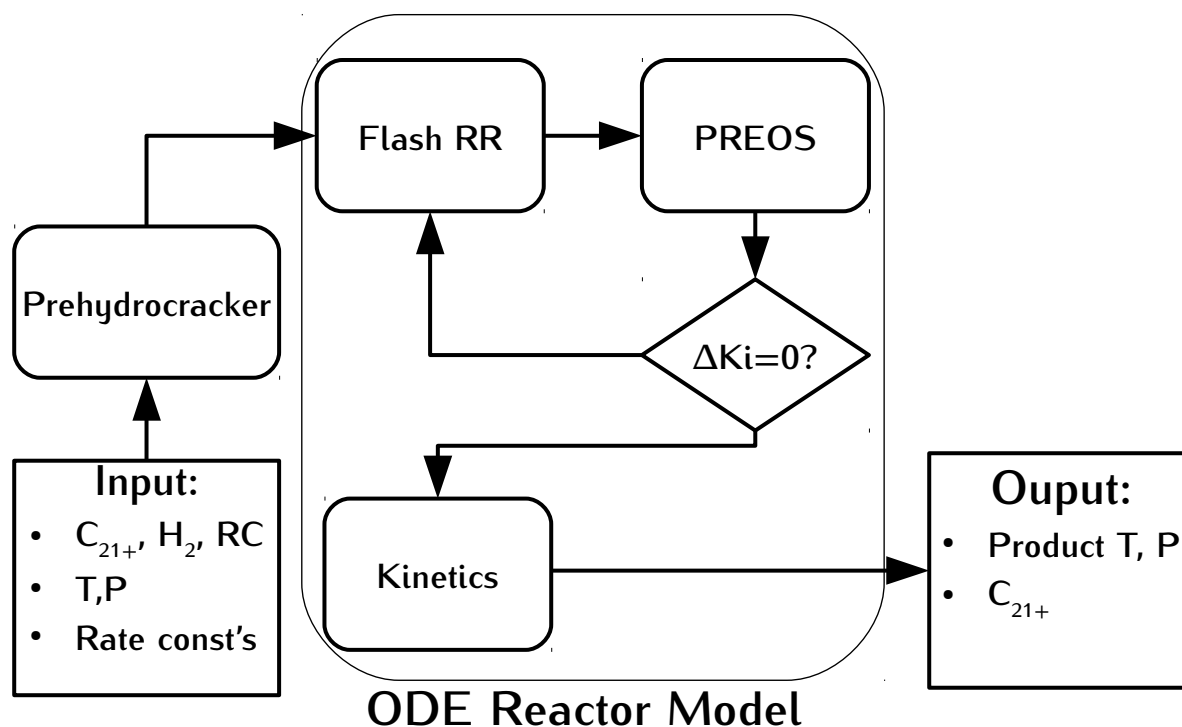 Flash RR
PREOS
Prehydrocracker
ΔKi=0?
Input:
• C₂₁₊, H₂, RC
• T,P
• Rate const's
Kinetics
Ouput:
• Product T, P
• C₂₁₊
ODE Reactor Model